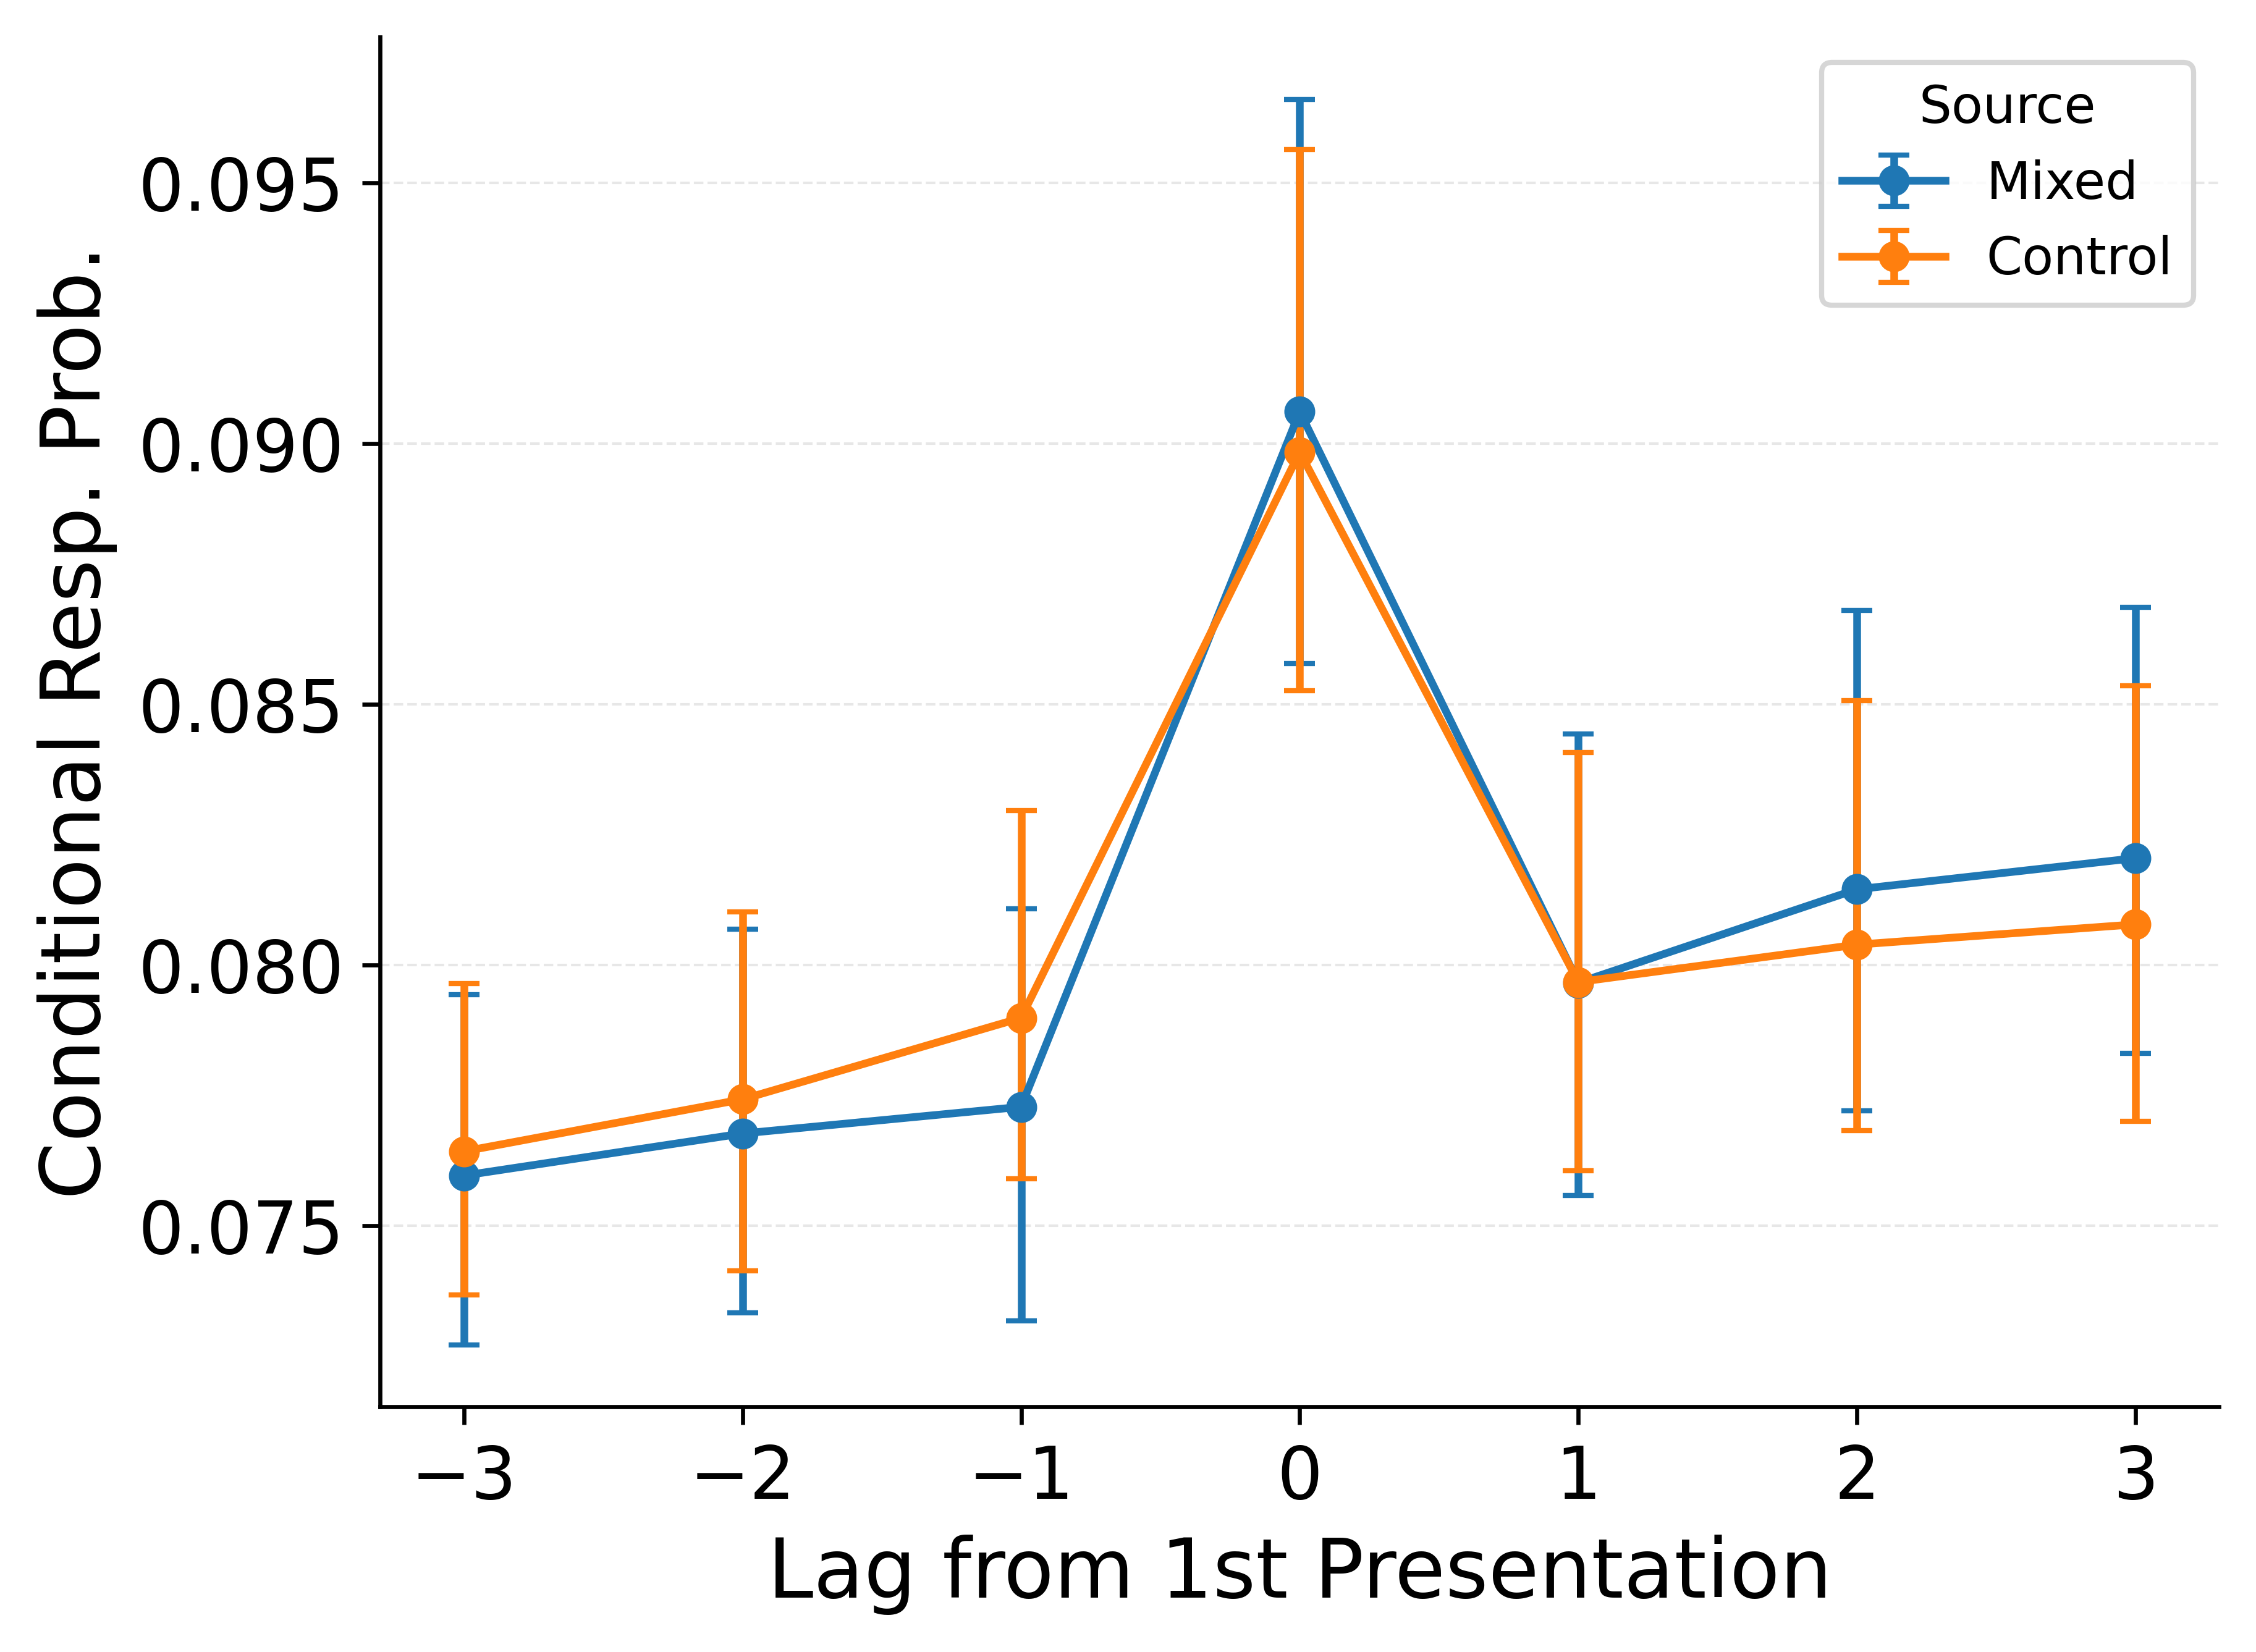 Source
Mixed
Control
Conditional Resp. Prob.
0.095
0.090
0.085
0.080
0.075
−3 −2 −1 0 1 2 3
Lag from 1st Presentation